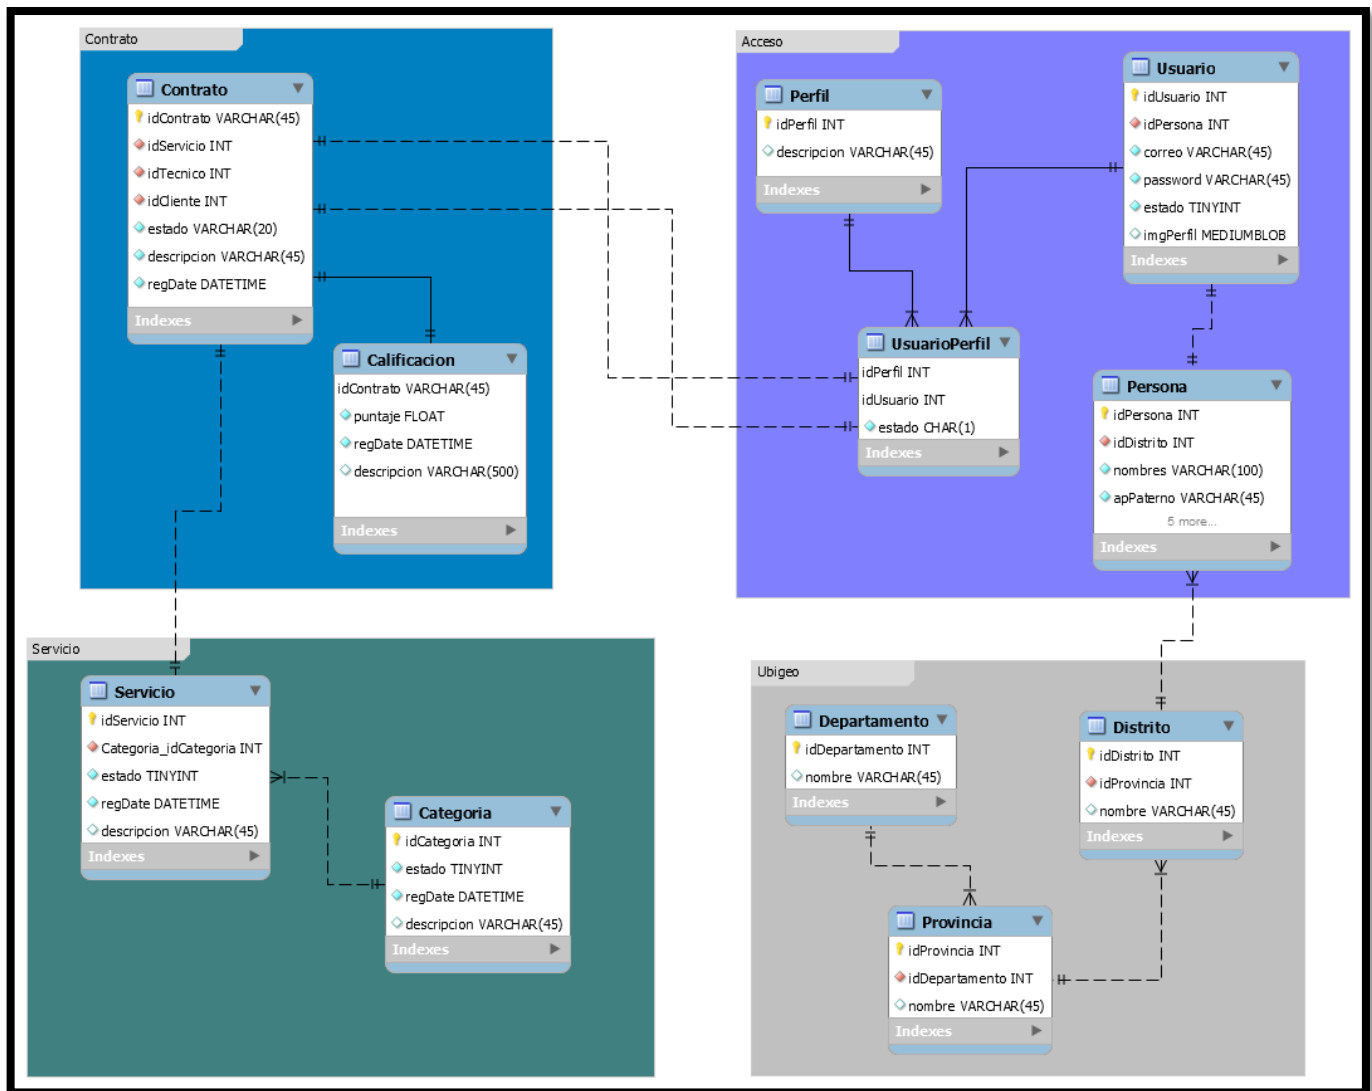 Contrato
Contrato
idContrato VARCHAR(45)
idServicio INT
idTecnico INT
idCliente INT
estado VARCHAR(20)
descripcion VARCHAR(45)
regDate DATETIME
Indexes
Calificacion
idContrato VARCHAR(45)
puntaje FLOAT
regDate DATETIME
descripcion VARCHAR(500)
Indexes
Acceso
Perfil
idPerfil INT
descripcion VARCHAR(45)
Indexes
Usuario
idUsuario INT
idPersona INT
correo VARCHAR(45)
password VARCHAR(45)
estado TINYINT
imgPerfil MEDIUMBLOB
Indexes
UsuarioPerfil
idPerfil INT
idUsuario INT
estado CHAR(1)
Indexes
Persona
idPersona INT
idDistrito INT
nombres VARCHAR(100)
apPaterno VARCHAR(45)
5 more...
Indexes
Servicio
Servicio
idServicio INT
Categoria_idCategoria INT
estado TINYINT
regDate DATETIME
descripcion VARCHAR(45)
Indexes
Categoria
idCategoria INT
estado TINYINT
regDate DATETIME
descripcion VARCHAR(45)
Indexes
Ubigeo
Departamento
idDepartamento INT
nombre VARCHAR(45)
Indexes
Distrito
idDistrito INT
idProvincia INT
nombre VARCHAR(45)
Indexes
Provincia
idProvincia INT
idDepartamento INT
nombre VARCHAR(45)
Indexes